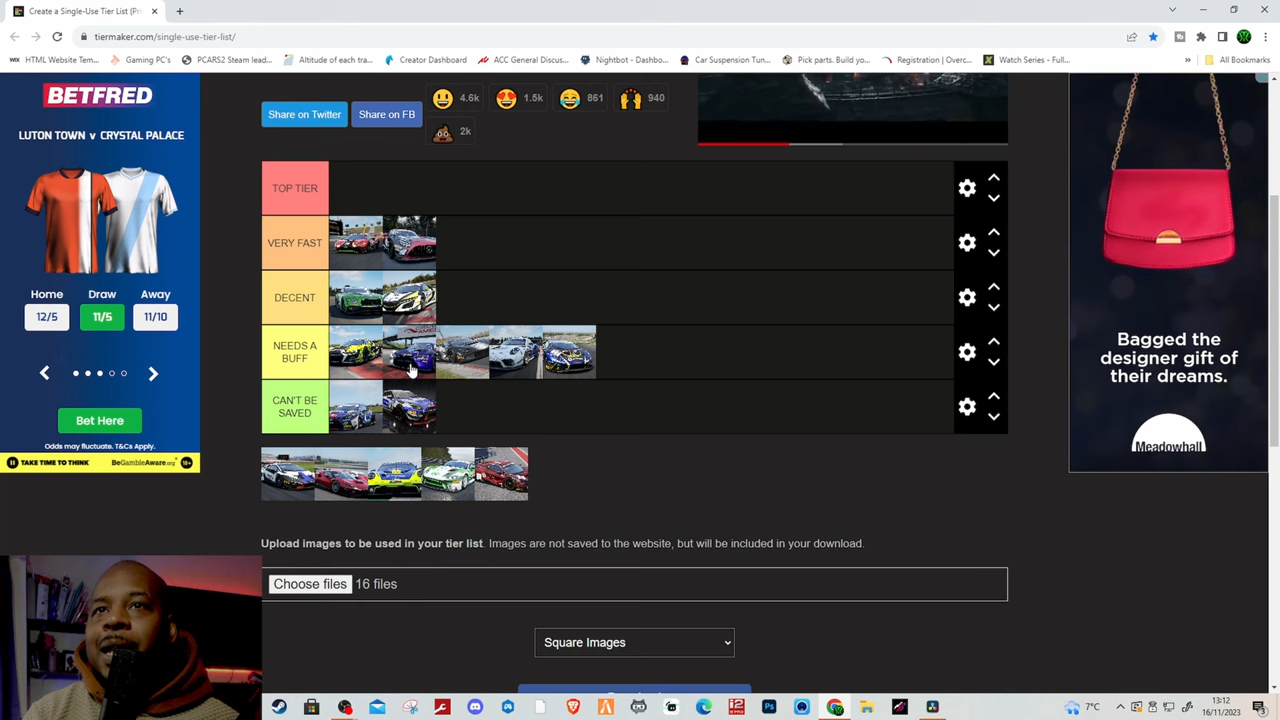 Create a Single-Use Tier List (Pr
tiermaker.com/single-use-tier-list/
HTML Website Tem...
Gaming PC's
PCARS2 Steam lead...
Altitude of each tra...
Creator Dashboard
ACC General Discus...
Nightbot - Dashbo...
Car Suspension Tun...
Pick parts. Build yo...
Registration | Overc...
Watch Series - Full...
»
All Bookmarks
BETFRED
LUTON TOWN v CRYSTAL PALACE
Home
Draw
Away
12/5
11/5
11/10
Bet Here
Odds may fluctuate. T&Cs Apply.
TAKE TIME TO THINK
BeGambleAware.org
18+
Share on Twitter
Share on FB
4.6k
1.5k
861
940
2k
TOP TIER
VERY FAST
DECENT
NEEDS A
BUFF
CAN'T BE
SAVED
Upload images to be used in your tier list. Images are not saved to the website, but will be included in your download.
Choose files 16 files
Square Images
Bagged the
designer gift of
their dreams.
Meadowhall
7°C
13:12
16/11/2023